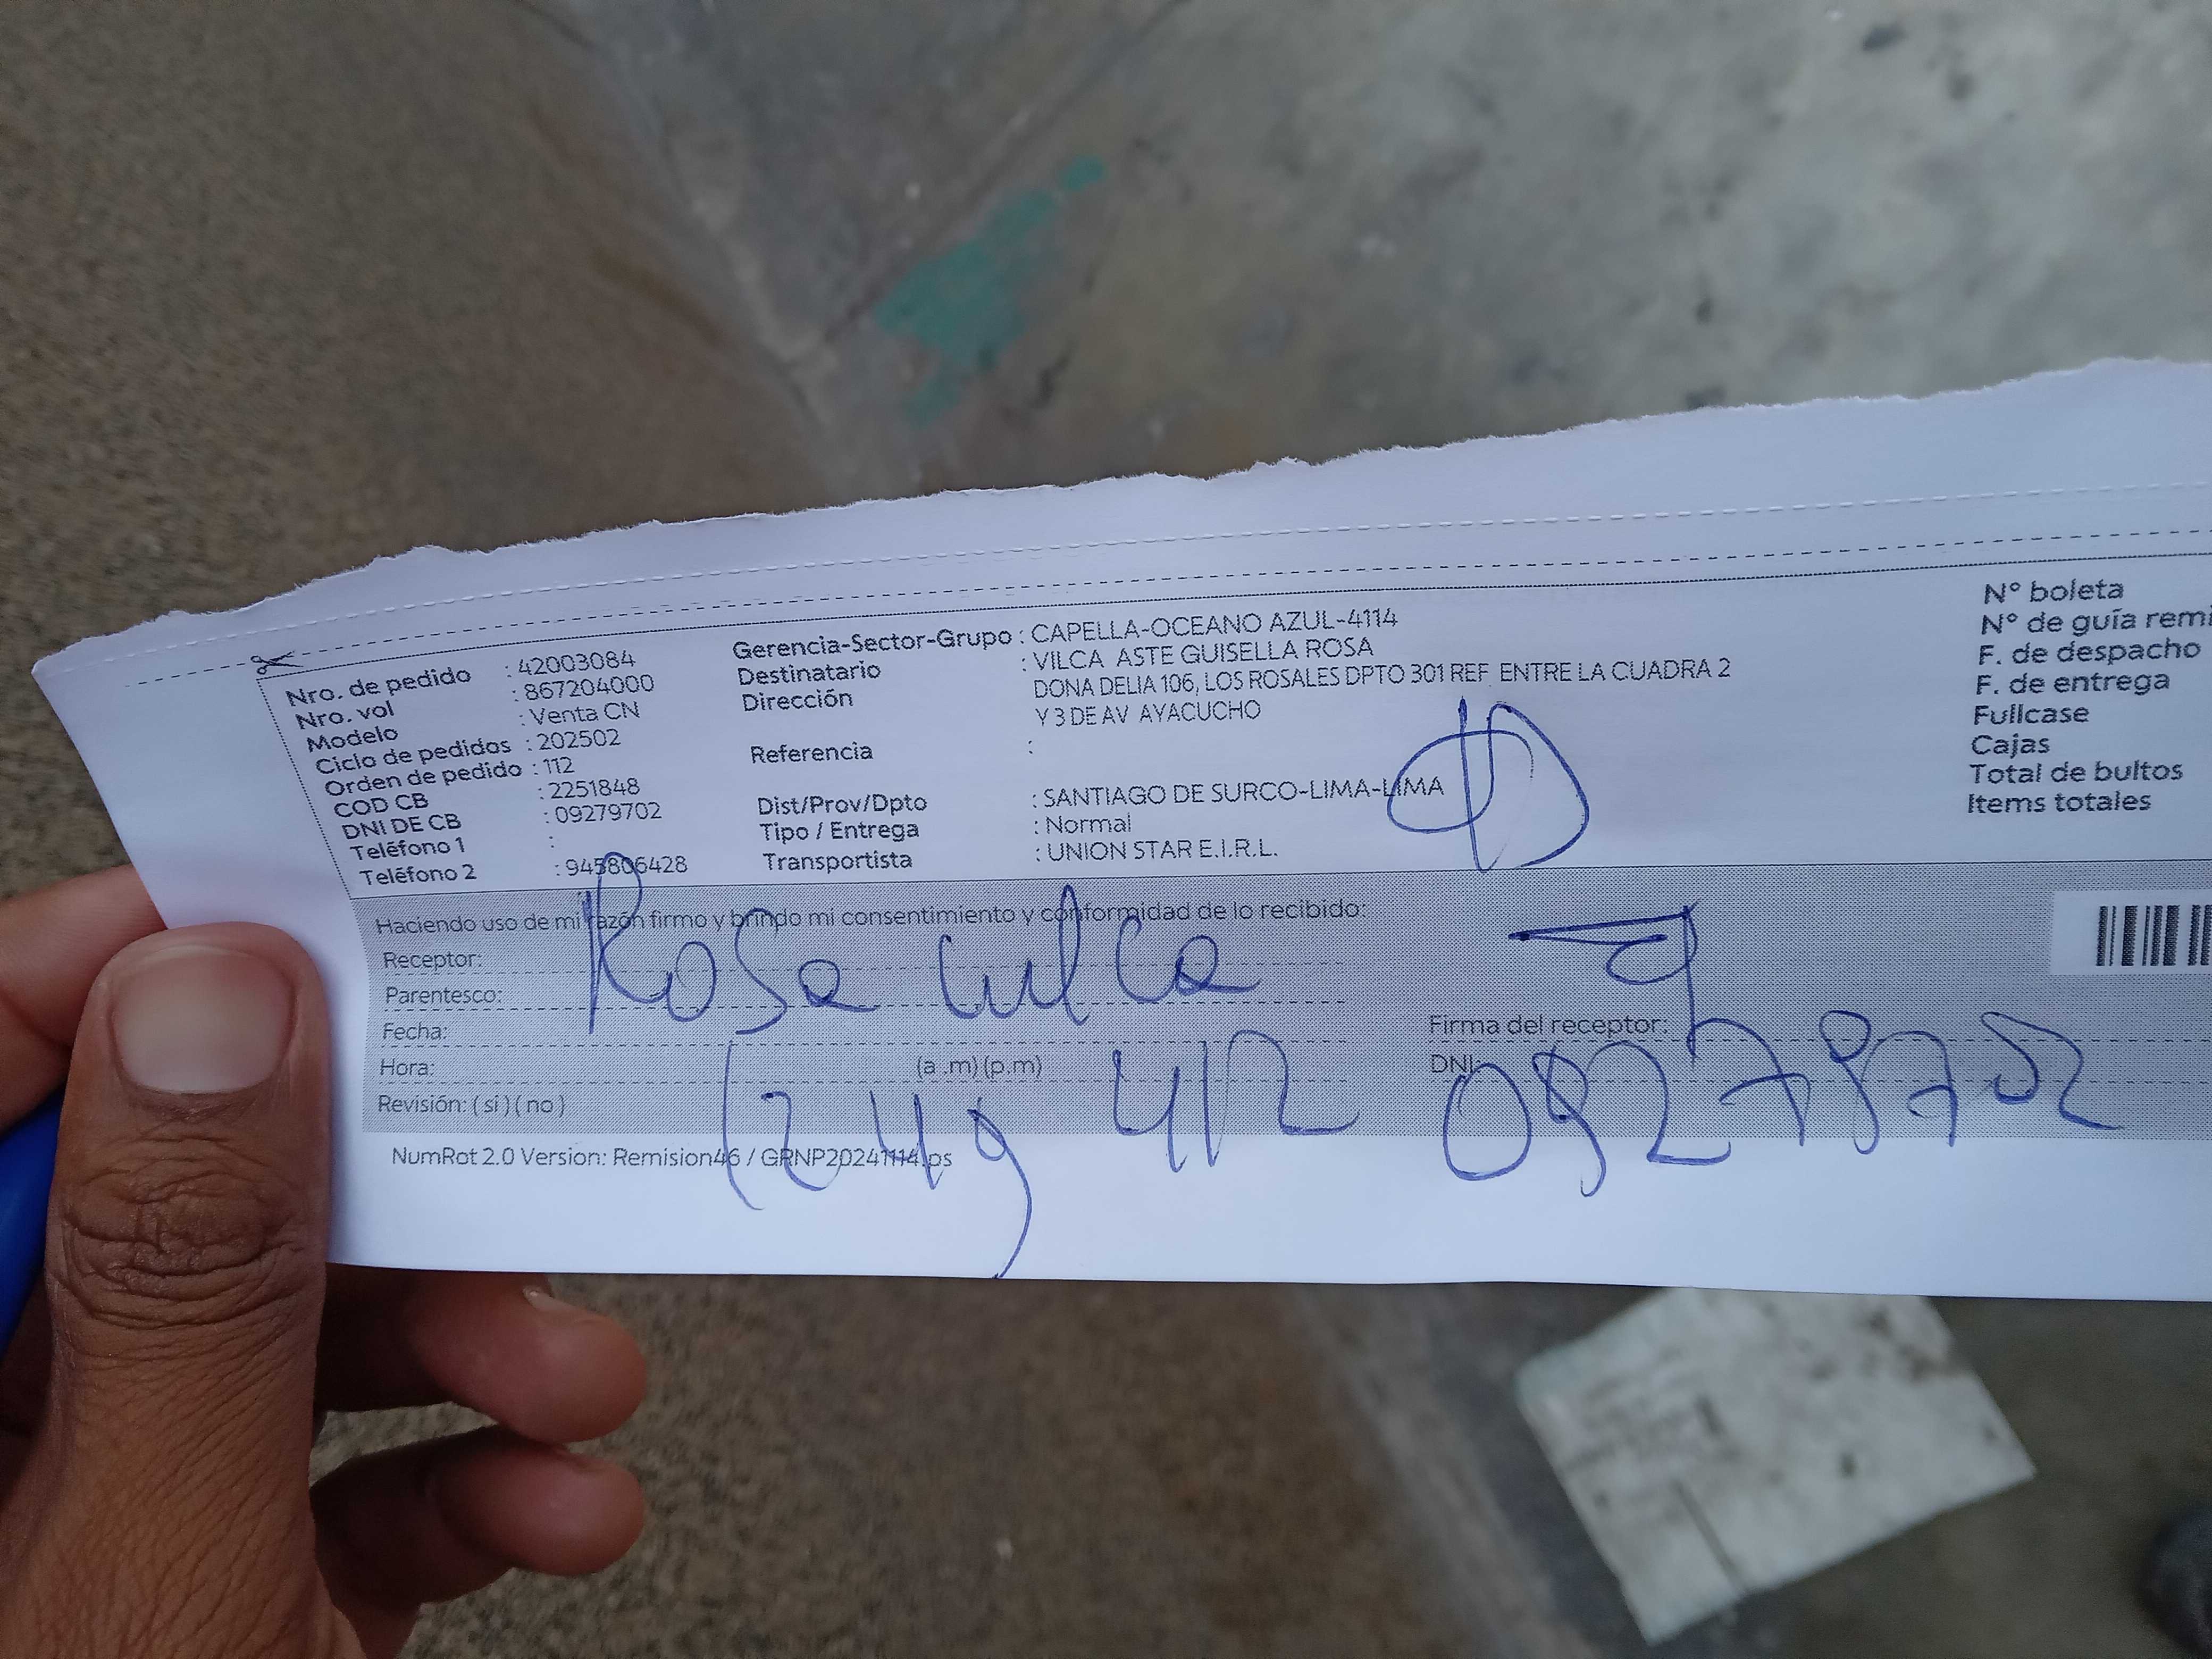 Nro. de pedido : 42003084
Nro. vol : 867204000
Modelo : Venta CN
Ciclo de pedidos : 202502
Orden de pedido : 112
COD CB : 2251848
DNI DE CB : 09279702
Teléfono 1 :
Teléfono 2 : 945806428
Gerencia-Sector-Grupo : CAPELLA-OCEANO AZUL-4114
Destinatario : VILCA ASTE GUISELLA ROSA
Dirección DONA DELIA 106, LOS ROSALES DPTO 301 REF ENTRE LA CUADRA 2
Y 3 DE AV AYACUCHO
Referencia :
Dist/Prov/Dpto : SANTIAGO DE SURCO-LIMA-LIMA
Tipo / Entrega : Normal
Transportista : UNION STAR E.I.R.L.
N° boleta
N° de guía remi
F. de despacho
F. de entrega
Fullcase
Cajas
Total de bultos
Items totales
Haciendo uso de mi razón firmo y brindo mi consentimiento y conformidad de lo recibido:
Receptor: Rosa Vilca
Parentesco:
Fecha:
Hora: (a .m) (p.m)
Revisión: ( si ) ( no )
Firma del receptor:
DNI:
NumRot 2.0 Version: Remision46 / GRNP20241114.ps